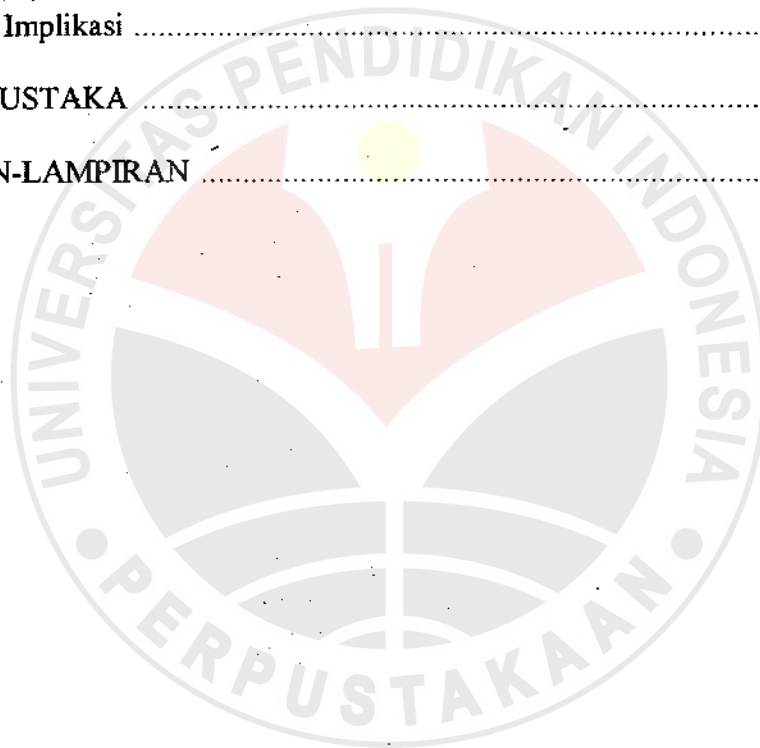 Implikasi ........................................................
USTAKA ........................................................
N-LAMPIRAN ........................................................
UNIVERSITAS PENDIDIKAN INDONESIA
PERPUSTAKAAN